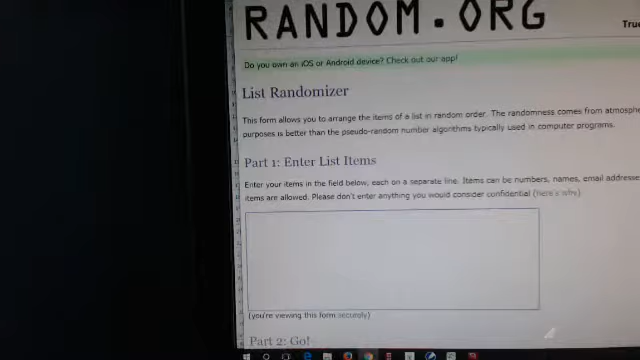 RANDOM.ORG
True
Do you own an iOS or Android device? Check out our app!
List Randomizer
This form allows you to arrange the items of a list in random order. The randomness comes from atmosphe
purposes is better than the pseudo-random number algorithms typically used in computer programs.
Part 1: Enter List Items
Enter your items in the field below, each on a separate line. Items can be numbers, names, email addresse
items are allowed. Please don't enter anything you would consider confidential (here's why)
(you're viewing this form securely)
Part 2: Go!